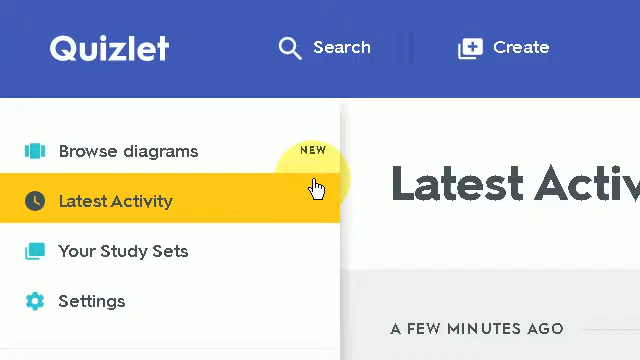 Quizlet
Search
Create
Browse diagrams
NEW
Latest Activity
Your Study Sets
Settings
Latest Activ
A FEW MINUTES AGO